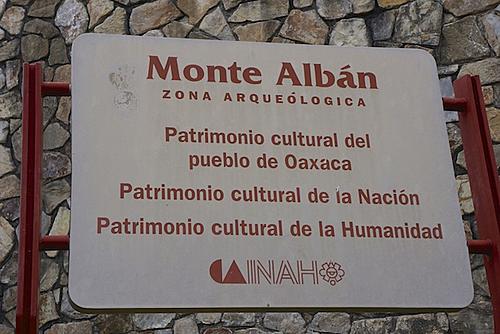 Monte Albán
ZONA ARQUEÓLOGICA
Patrimonio cultural del
pueblo de Oaxaca
Patrimonio cultural de la Nación
Patrimonio cultural de la Humanidad
INAH